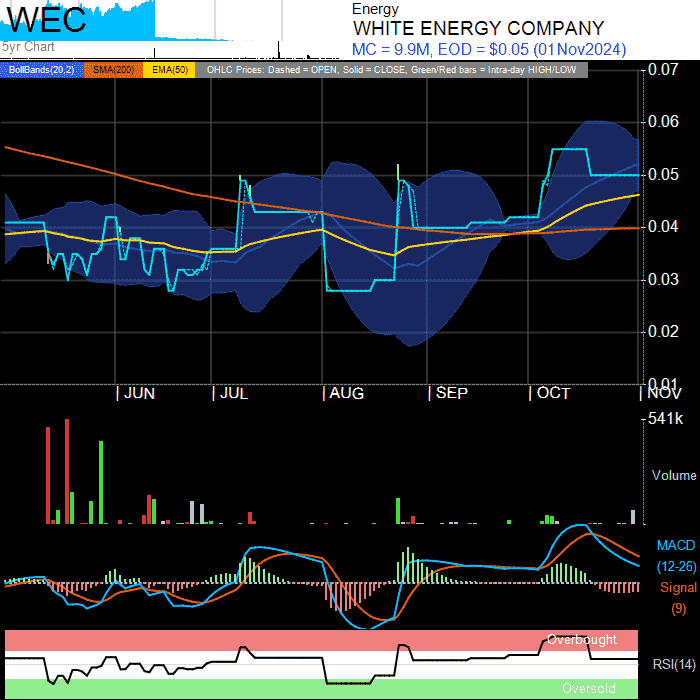 WEC
5yr Chart
Energy
WHITE ENERGY COMPANY
MC = 9.9M, EOD = $0.05 (01Nov2024)
BollBands(20,2) SMA(200) EMA(50) OHLC Prices: Dashed = OPEN, Solid = CLOSE, Green/Red bars = Intra-day HIGH/LOW
0.07
0.06
0.05
0.04
0.03
0.02
0.01
| JUN | JUL | AUG | SEP | OCT | NOV
541k
Volume
MACD
(12-26)
Signal
(9)
Overbought
RSI(14)
Oversold